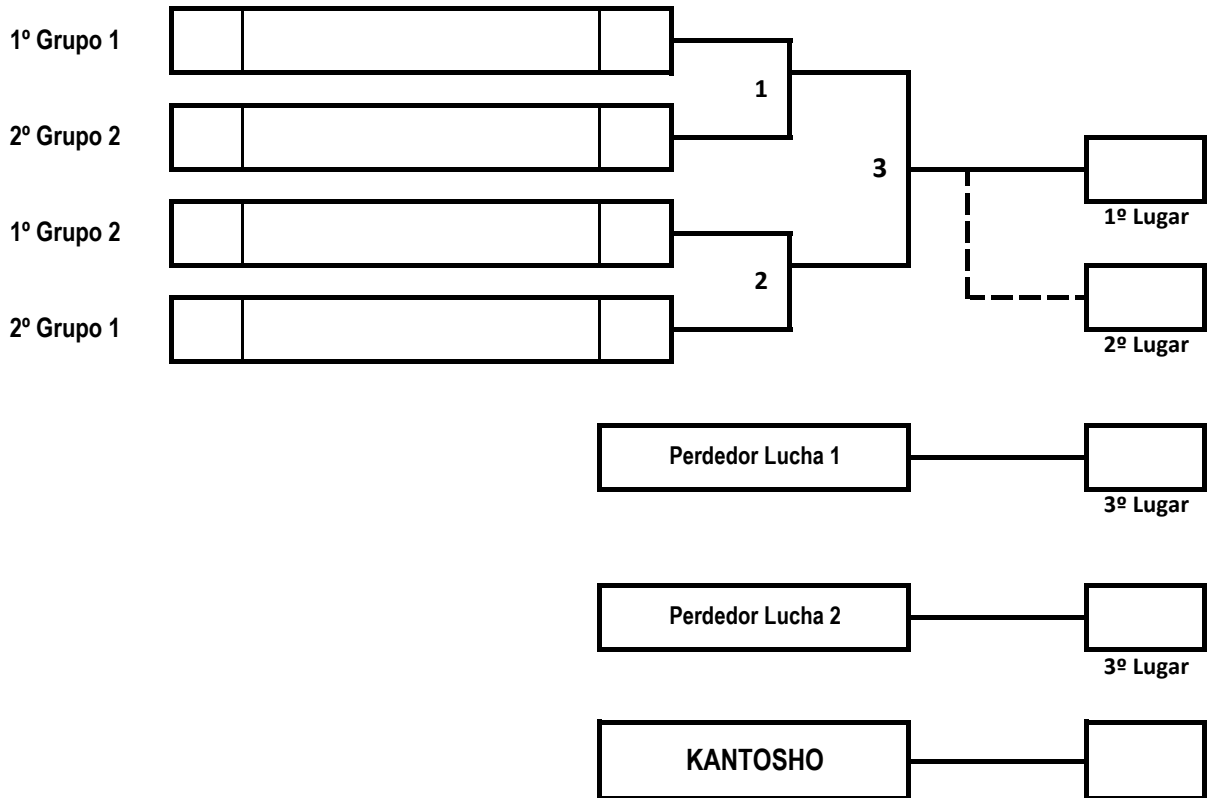 1º Grupo 1
1
2º Grupo 2
3
1º Grupo 2
1º Lugar
2
2º Grupo 1
2º Lugar
Perdedor Lucha 1
3º Lugar
Perdedor Lucha 2
3º Lugar
KANTOSHO